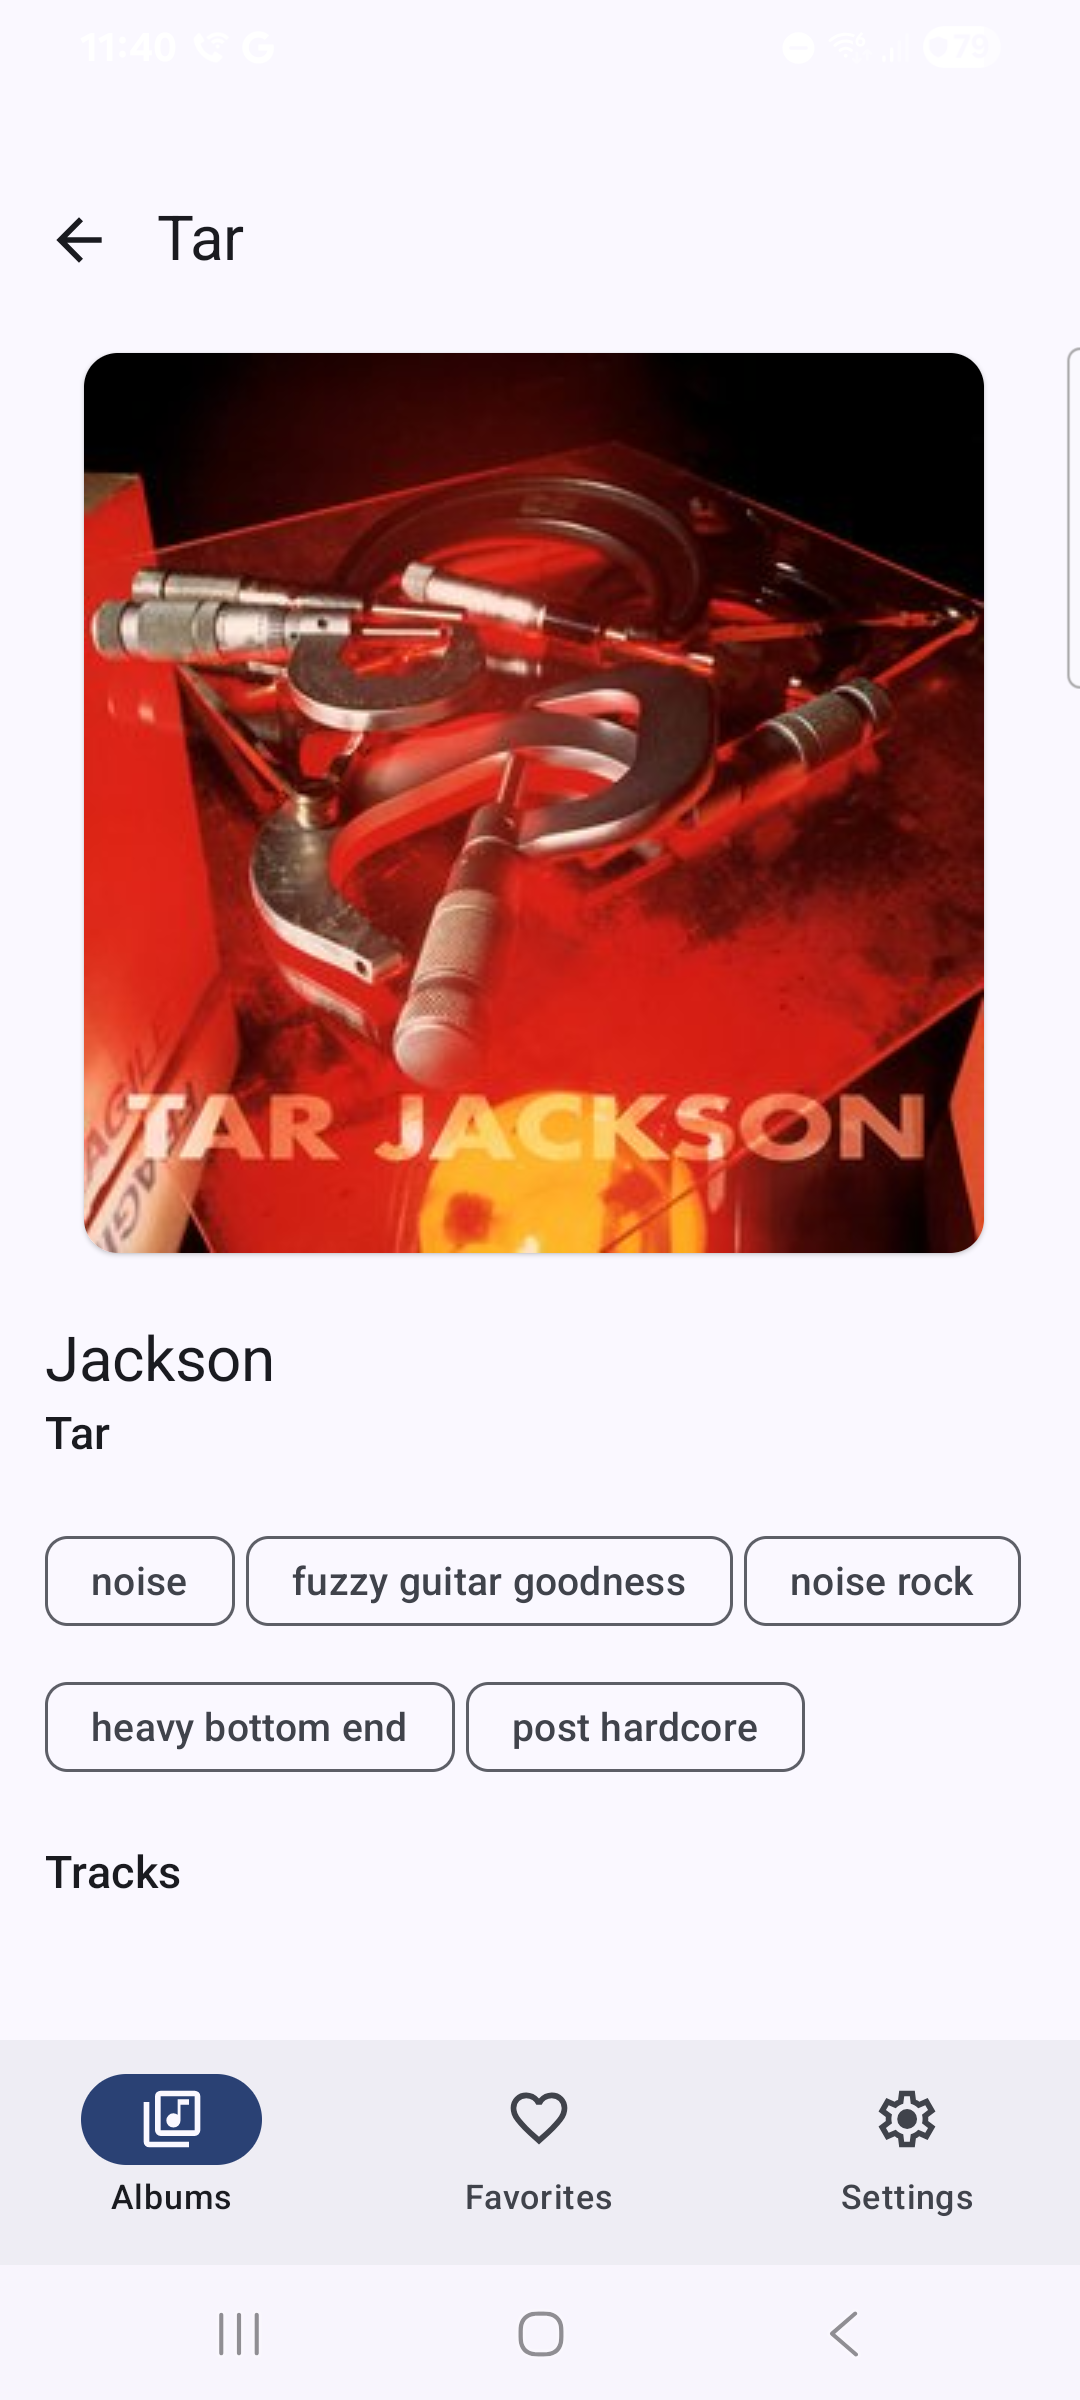 11:40
79
Tar
TAR JACKSON
Jackson
Tar
noise
fuzzy guitar goodness
noise rock
heavy bottom end
post hardcore
Tracks
Albums
Favorites
Settings